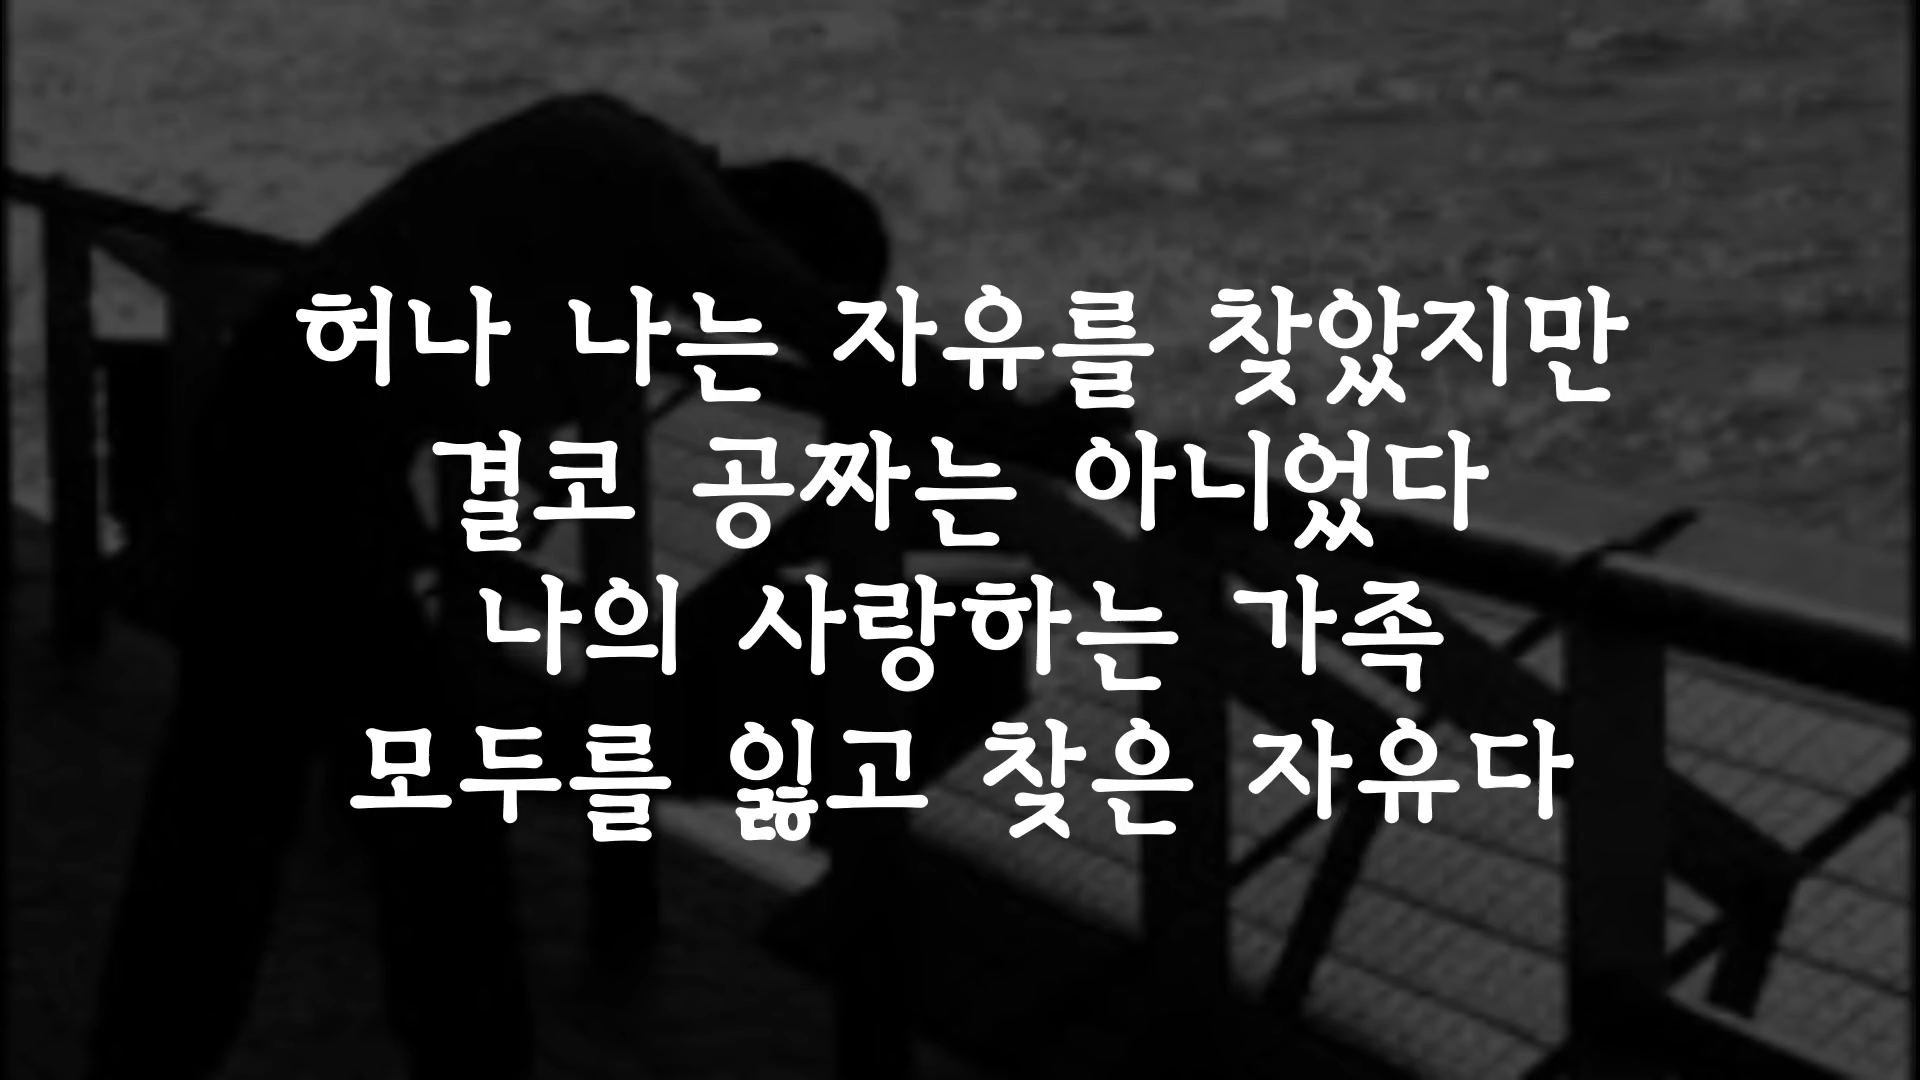 허나 나는 자유를 찾았지만
결코 공짜는 아니었다
나의 사랑하는 가족
모두를 잃고 찾은 자유다